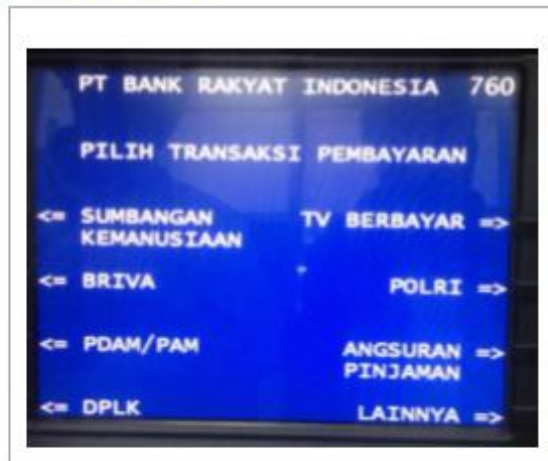 PT BANK RAKYAT INDONESIA 760
PILIH TRANSAKSI PEMBAYARAN
<= SUMBANGAN KEMANUSIAAN
TV BERBAYAR =>
<= BRIVA
POLRI =>
<= PDAM/PAM
ANGSURAN PINJAMAN =>
<= DPLK
LAINNYA =>